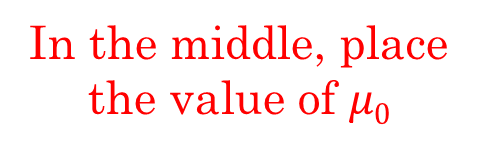 In the middle, place
the value of μ₀